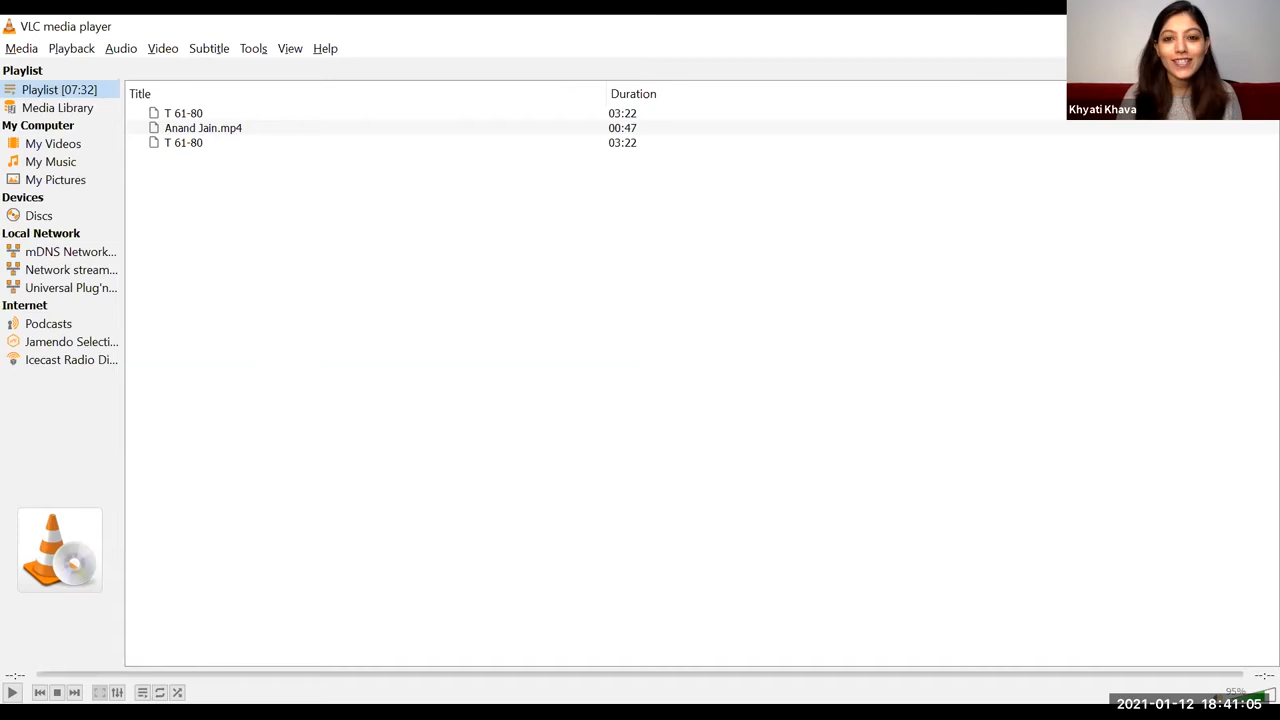 VLC media player
Media Playback Audio Video Subtitle Tools View Help
Playlist
Playlist [07:32]
Media Library
My Computer
My Videos
My Music
My Pictures
Devices
Discs
Local Network
mDNS Network...
Network stream...
Universal Plug'n...
Internet
Podcasts
Jamendo Selecti...
Icecast Radio Di...
Title Duration
T 61-80 03:22
Anand Jain.mp4 00:47
T 61-80 03:22
Khyati Khava
--:-- --:--
95%
2021-01-12 18:41:05